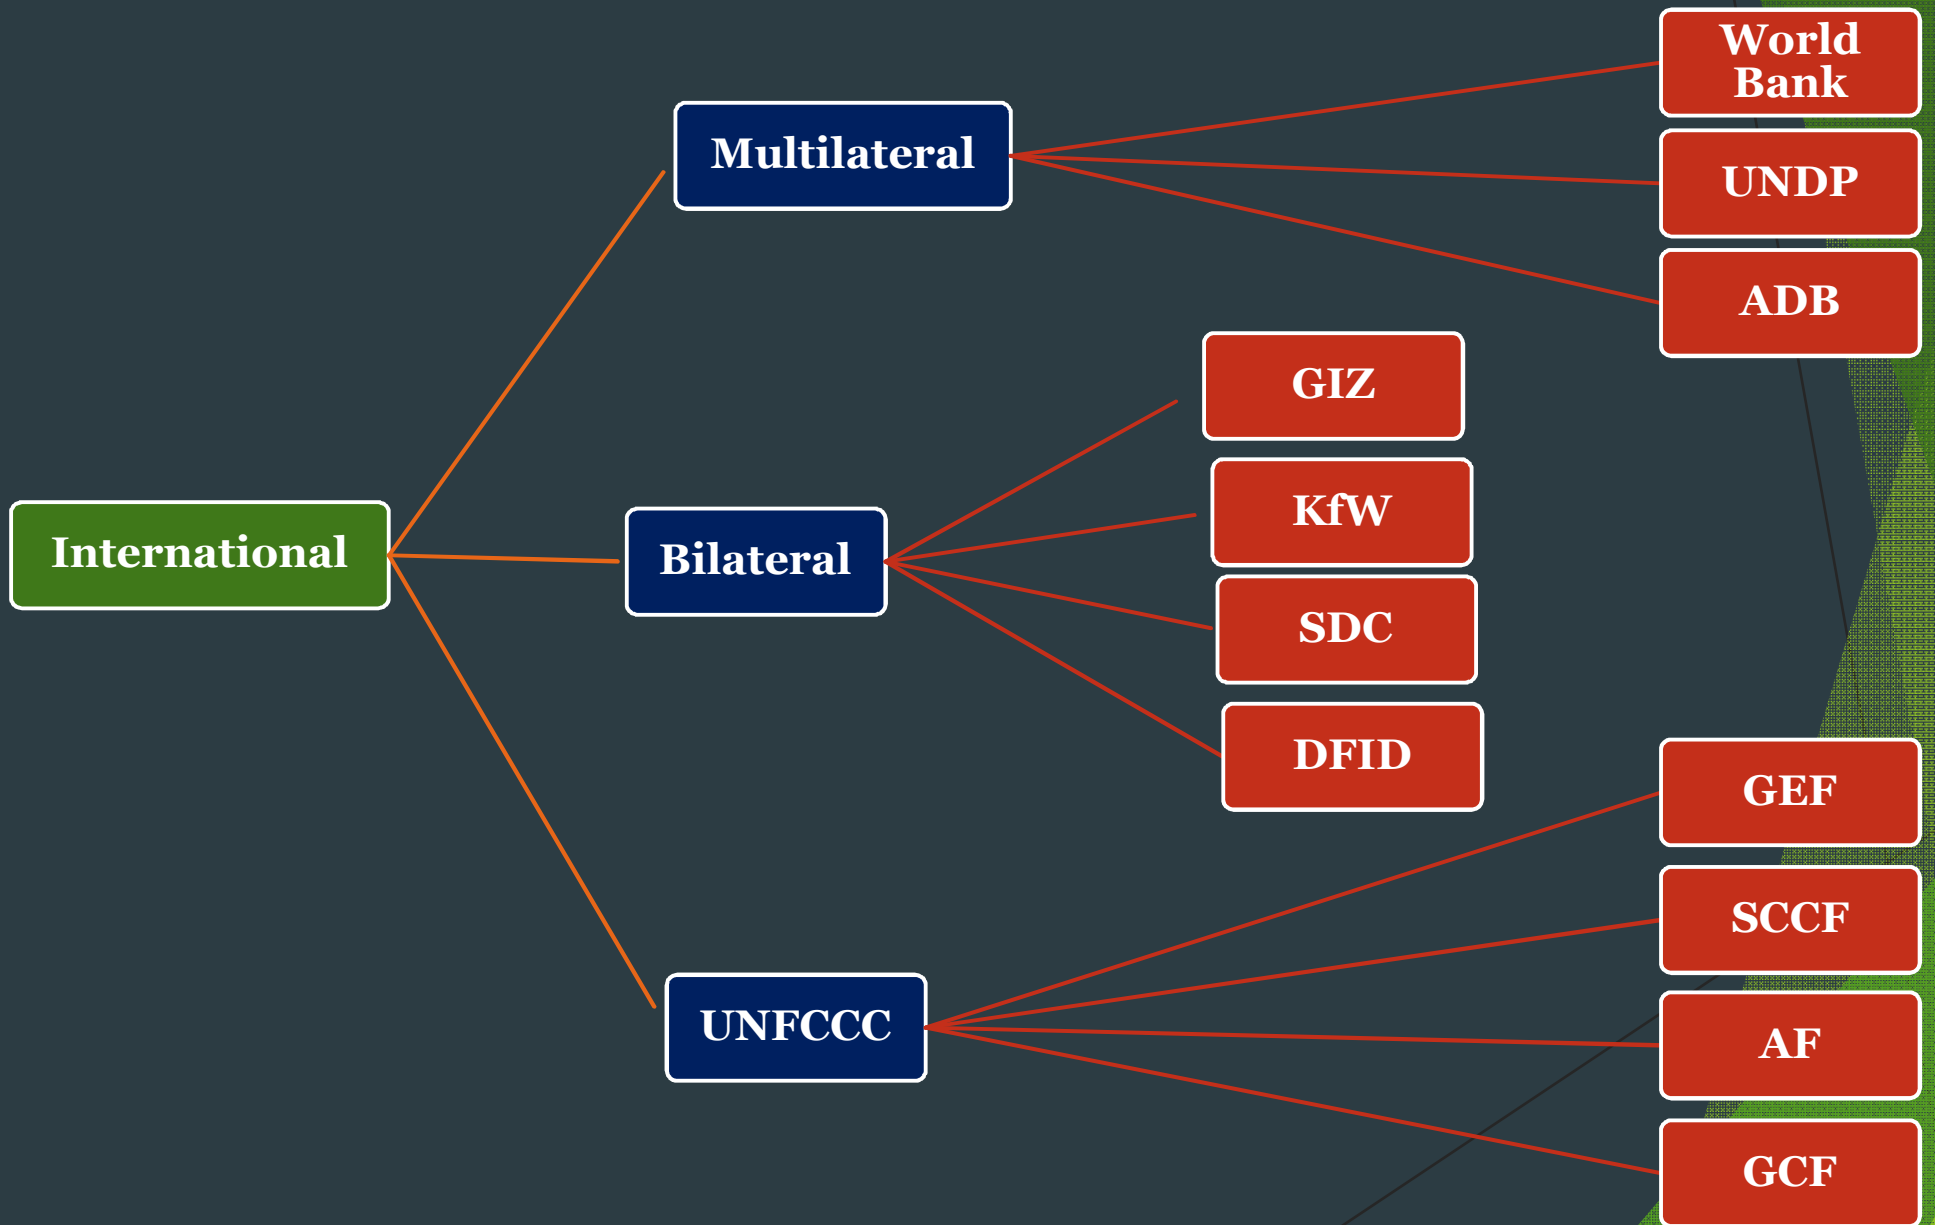 International
Multilateral
World
Bank
UNDP
ADB
Bilateral
GIZ
KfW
SDC
DFID
UNFCCC
GEF
SCCF
AF
GCF